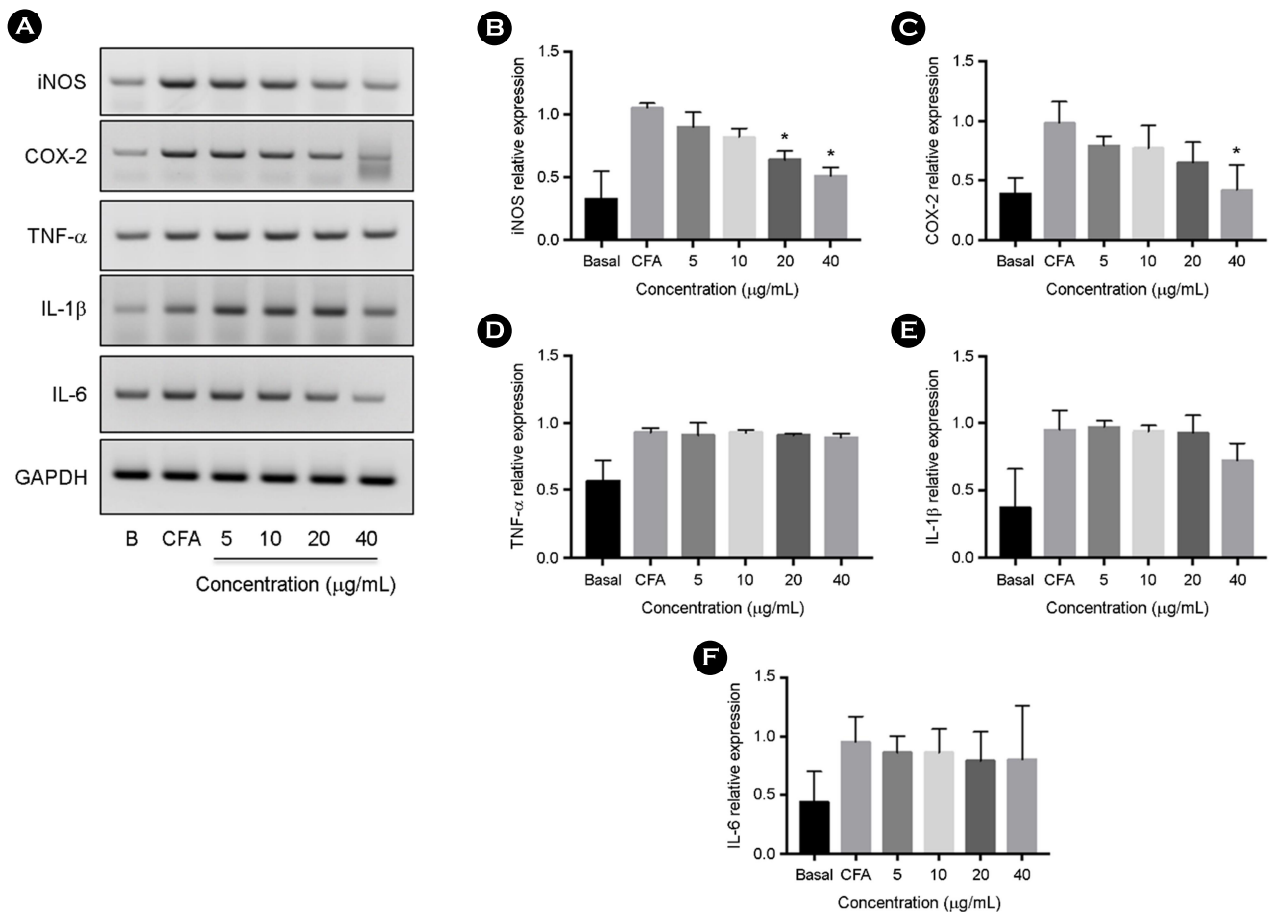 A
iNOS
COX-2
TNF-α
IL-1β
IL-6
GAPDH
B CFA 5 10 20 40
Concentration (μg/mL)
B
iNOS relative expression
1.5
1.0
0.5
0.0
* *
Basal CFA 5 10 20 40
Concentration (μg/mL)
C
COX-2 relative expression
1.5
1.0
0.5
0.0
*
Basal CFA 5 10 20 40
Concentration (μg/mL)
D
TNF-α relative expression
1.5
1.0
0.5
0.0
Basal CFA 5 10 20 40
Concentration (μg/mL)
E
IL-1β relative expression
1.5
1.0
0.5
0.0
Basal CFA 5 10 20 40
Concentration (μg/mL)
F
IL-6 relative expression
1.5
1.0
0.5
0.0
Basal CFA 5 10 20 40
Concentration (μg/mL)